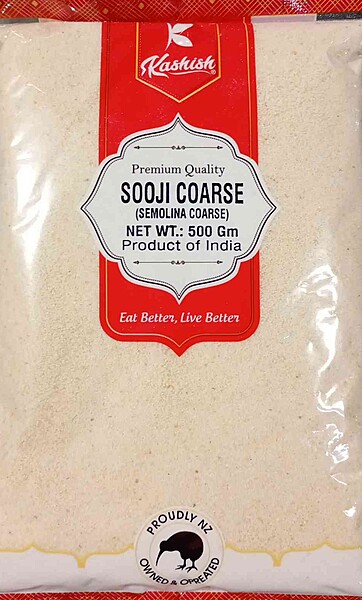 Kashish®
Premium Quality
SOOJI COARSE
(SEMOLINA COARSE)
NET WT.: 500 Gm
Product of India
Eat Better, Live Better
PROUDLY NZ
OWNED & OPREATED